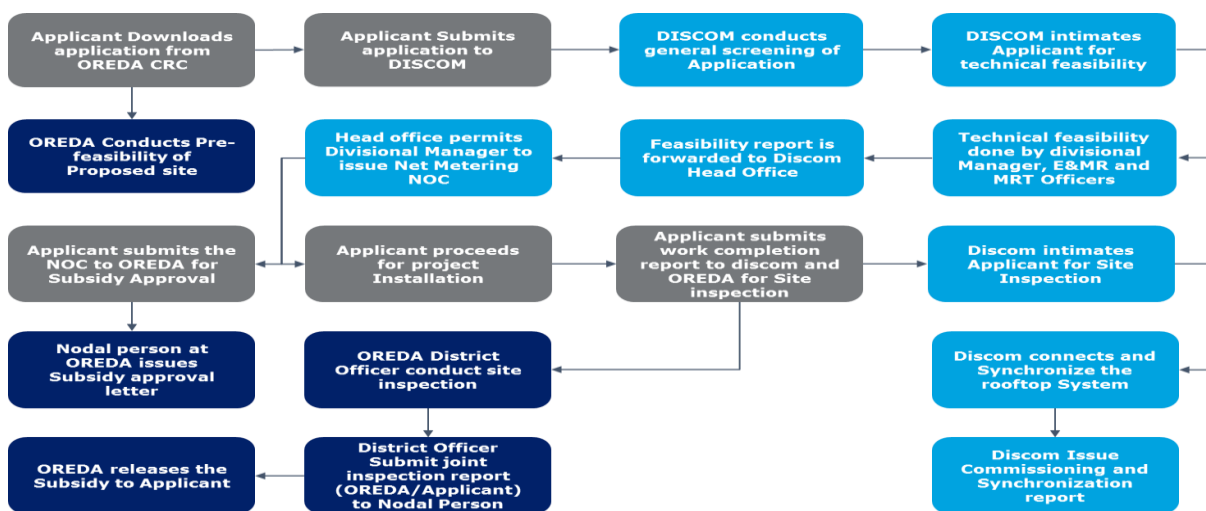 Applicant Downloads
application from
OREDA CRC
Applicant Submits
application to
DISCOM
DISCOM conducts
general screening of
Application
DISCOM intimates
Applicant for
technical feasibility
OREDA Conducts Pre-
feasibility of
Proposed site
Head office permits
Divisional Manager to
issue Net Metering
NOC
Feasibility report is
forwarded to Discom
Head Office
Technical feasibility
done by divisional
Manager, E&MR and
MRT Officers
Applicant submits the
NOC to OREDA for
Subsidy Approval
Applicant proceeds
for project
Installation
Applicant submits
work completion
report to discom and
OREDA for Site
inspection
Discom intimates
Applicant for Site
Inspection
Nodal person at
OREDA issues
Subsidy approval
letter
OREDA District
Officer conduct site
inspection
Discom connects and
Synchronize the
rooftop System
OREDA releases the
Subsidy to Applicant
District Officer
Submit joint
inspection report
(OREDA/Applicant)
to Nodal Person
Discom Issue
Commissioning and
Synchronization
report